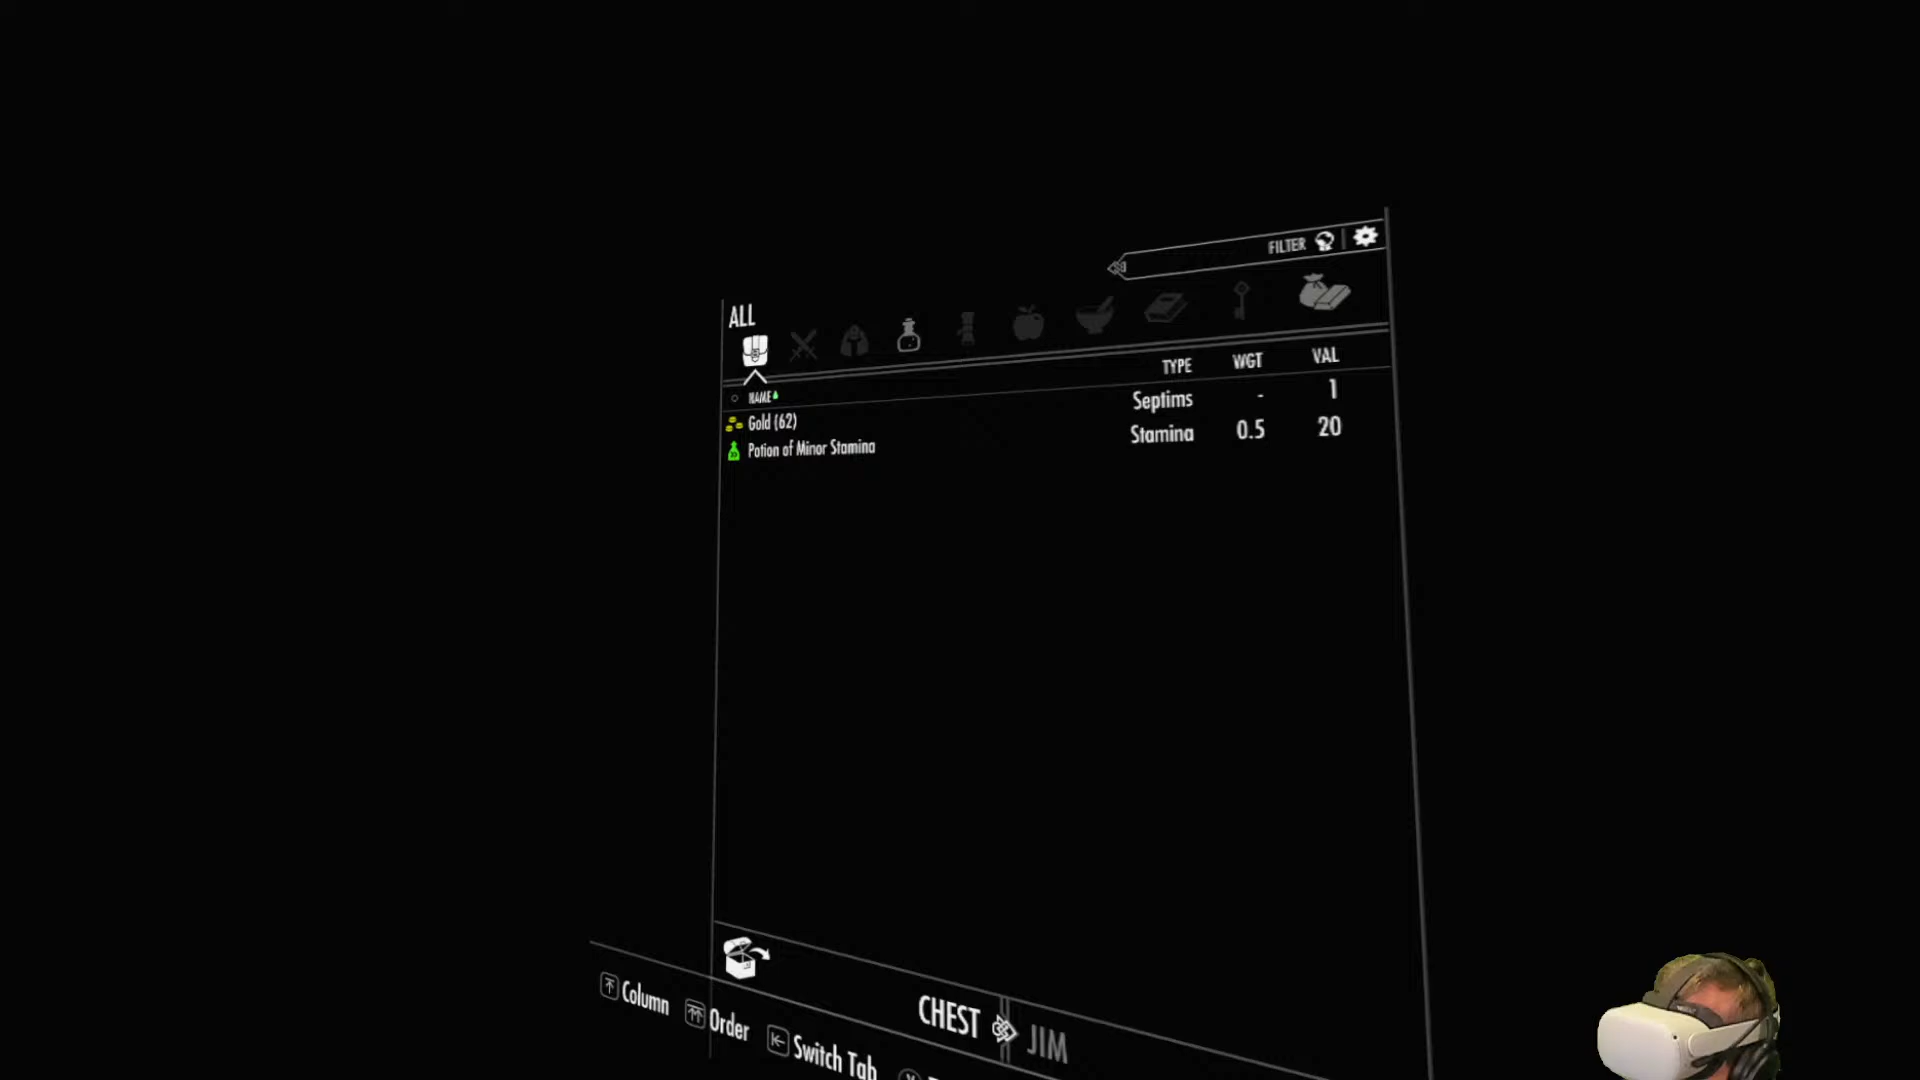 FILTER
ALL
NAME TYPE WGT VAL
Gold (62) Septims - 1
Potion of Minor Stamina Stamina 0.5 20
CHEST JIM
Column Order Switch Tab